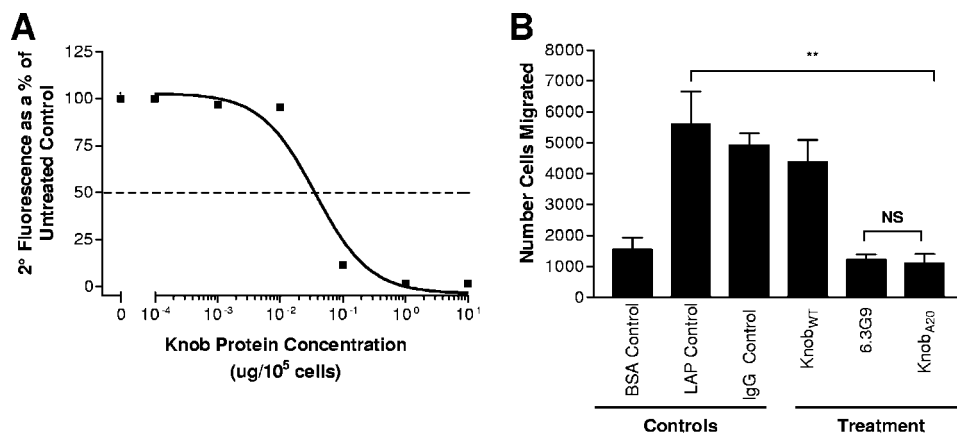 A
2° Fluorescence as a % of
Untreated Control
125
100
75
50
25
0
0
10-4
10-3
10-2
10-1
100
101
Knob Protein Concentration
(ug/105 cells)
B
Number Cells Migrated
8000
7000
6000
5000
4000
3000
2000
1000
0
**
NS
BSA Control
LAP Control
IgG Control
KnobWT
6.3G9
KnobA20
Controls
Treatment